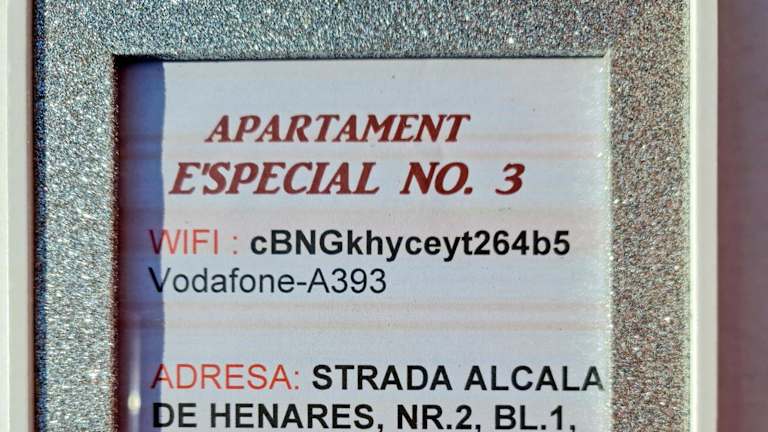 APARTAMENT
E'SPECIAL NO. 3
WIFI : cBNGkhyceyt264b5
Vodafone-A393
ADRESA: STRADA ALCALA
DE HENARES, NR.2, BL.1,